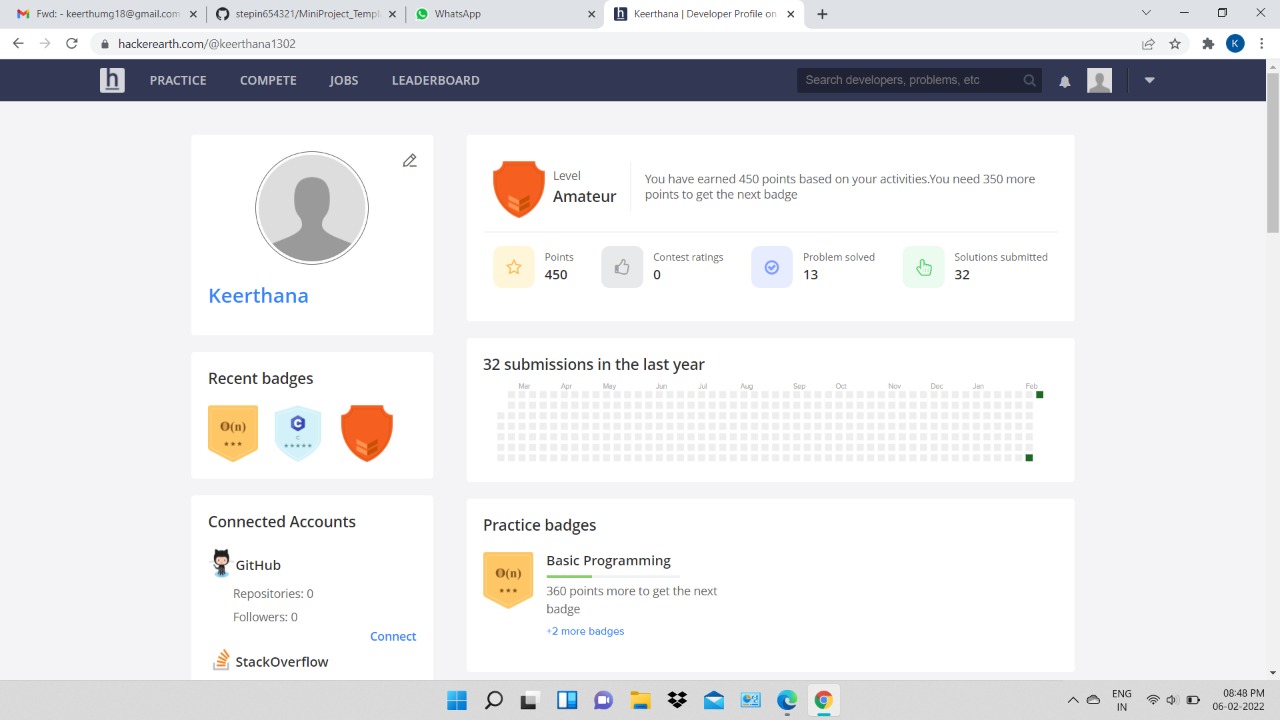 Fwd: - keerthumg18@gmail.com
stepin654321/MiniProject_Templ
WhatsApp
Keerthana | Developer Profile on
hackerearth.com/@keerthana1302
K
h
PRACTICE
COMPETE
JOBS
LEADERBOARD
Search developers, problems, etc
Keerthana
Level
Amateur
You have earned 450 points based on your activities.You need 350 more
points to get the next badge
Points
450
Contest ratings
0
Problem solved
13
Solutions submitted
32
Recent badges
O(n)
C
C
32 submissions in the last year
Mar Apr May Jun Jul Aug Sep Oct Nov Dec Jan Feb
Connected Accounts
GitHub
Repositories: 0
Followers: 0
Connect
StackOverflow
Practice badges
O(n)
Basic Programming
360 points more to get the next
badge
+2 more badges
ENG
IN
08:48 PM
06-02-2022